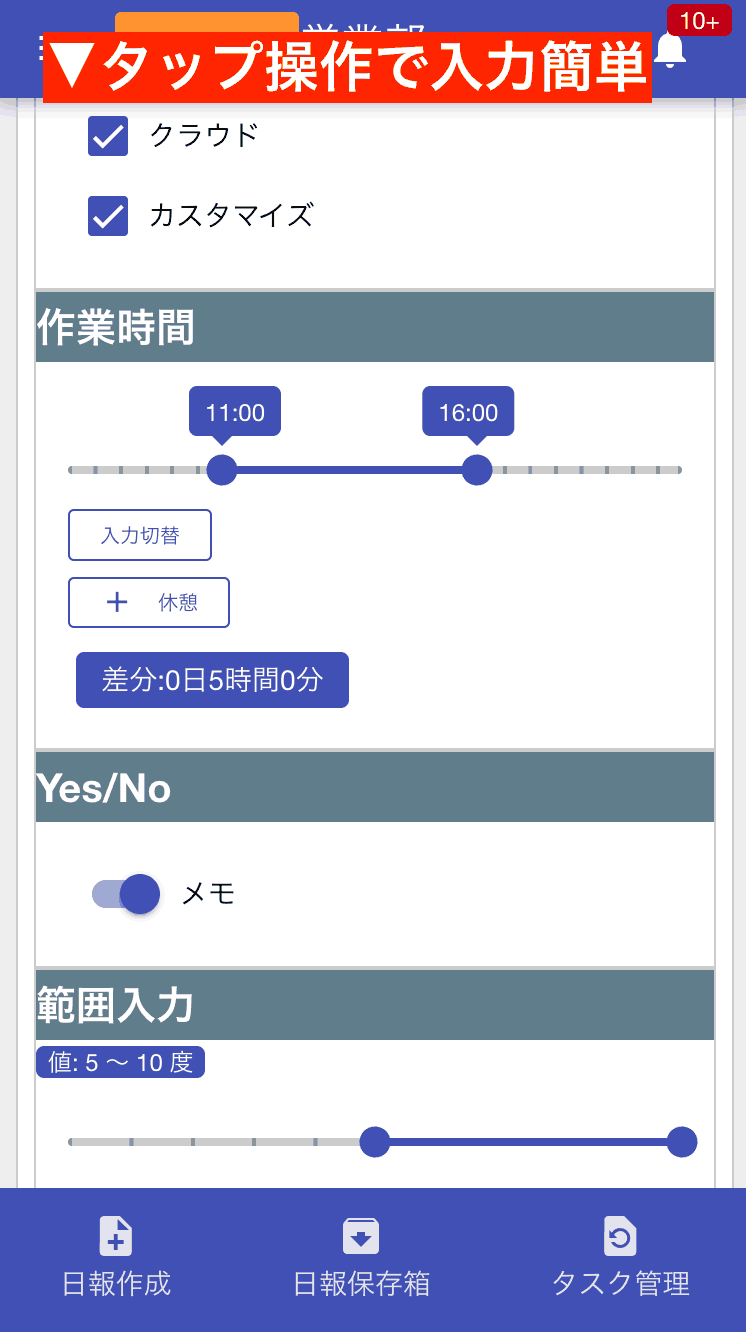 10+
▼タップ操作で入力簡単
クラウド
カスタマイズ
作業時間
11:00
16:00
入力切替
+ 休憩
差分:0日5時間0分
Yes/No
メモ
範囲入力
値: 5 〜 10 度
日報作成
日報保存箱
タスク管理